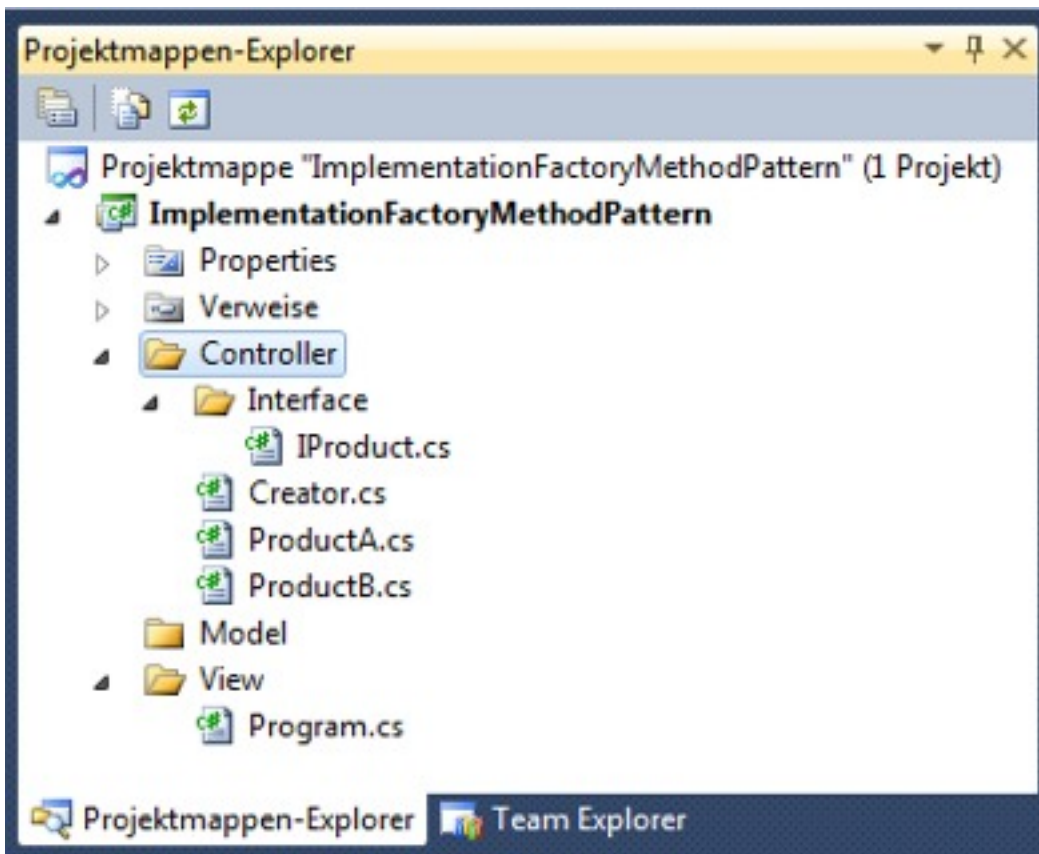 Projektmappen-Explorer
Projektmappe "ImplementationFactoryMethodPattern" (1 Projekt)
ImplementationFactoryMethodPattern
Properties
Verweise
Controller
Interface
IProduct.cs
Creator.cs
ProductA.cs
ProductB.cs
Model
View
Program.cs
Projektmappen-Explorer Team Explorer